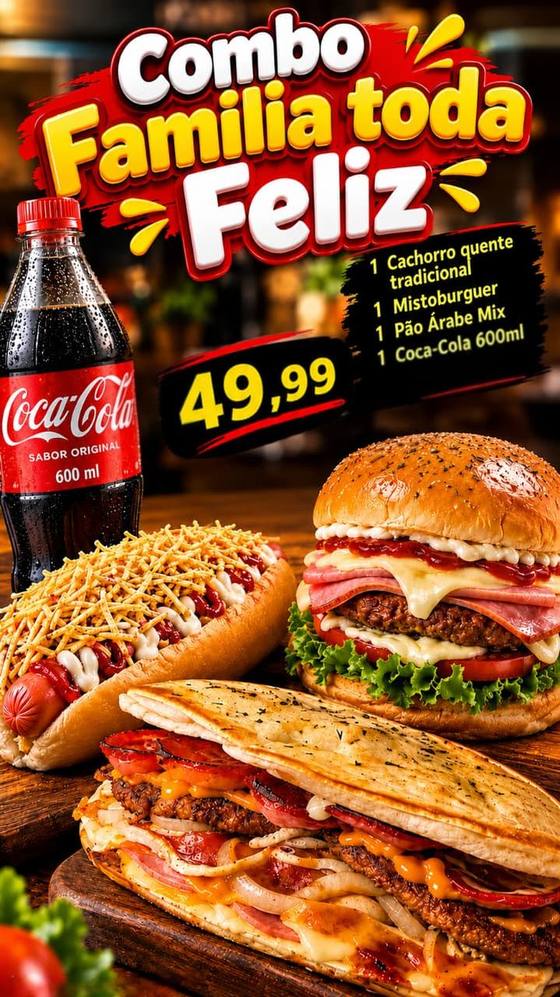 Combo
Familia toda
Feliz
1 Cachorro quente
tradicional
1 Mistoburguer
1 Pão Árabe Mix
1 Coca-Cola 600ml
49,99
Coca-Cola
SABOR ORIGINAL
600 ml